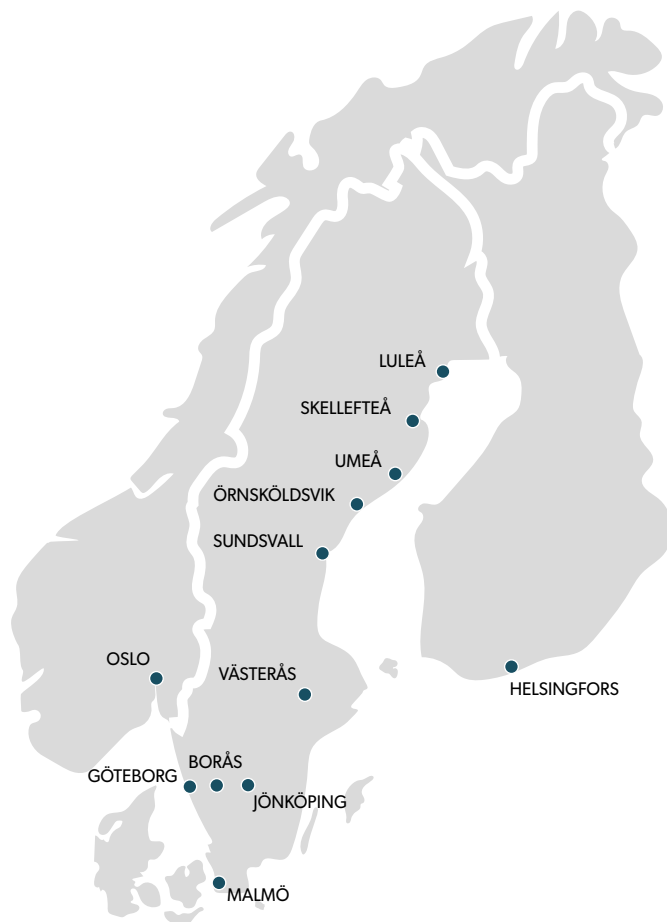 LULEÅ
SKELLEFTEÅ
UMEÅ
ÖRNSKÖLDSVIK
SUNDSVALL
OSLO
VÄSTERÅS
HELSINGFORS
BORÅS
GÖTEBORG
JÖNKÖPING
MALMÖ